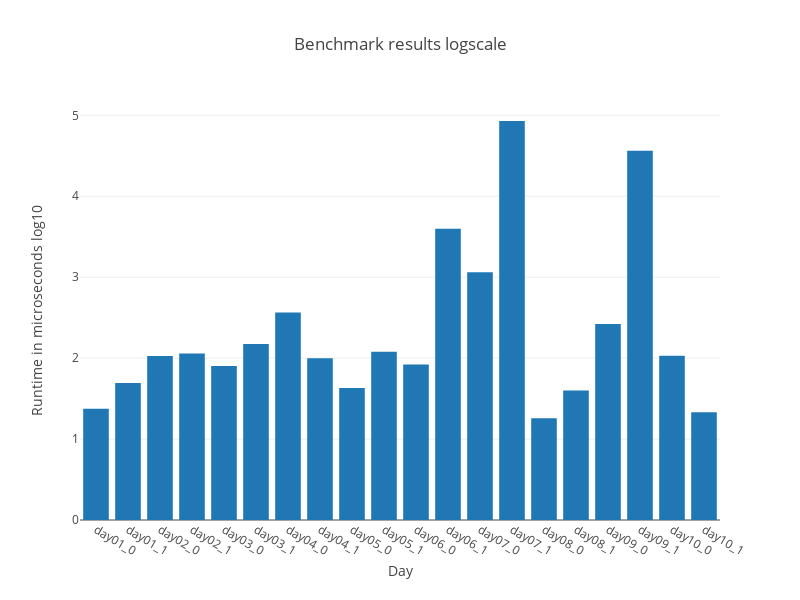 Benchmark results logscale
Runtime in microseconds log10
5
4
3
2
1
0
day01_0
day01_1
day02_0
day02_1
day03_0
day03_1
day04_0
day04_1
day05_0
day05_1
day06_0
day06_1
day07_0
day07_1
day08_0
day08_1
day09_0
day09_1
day10_0
day10_1
Day